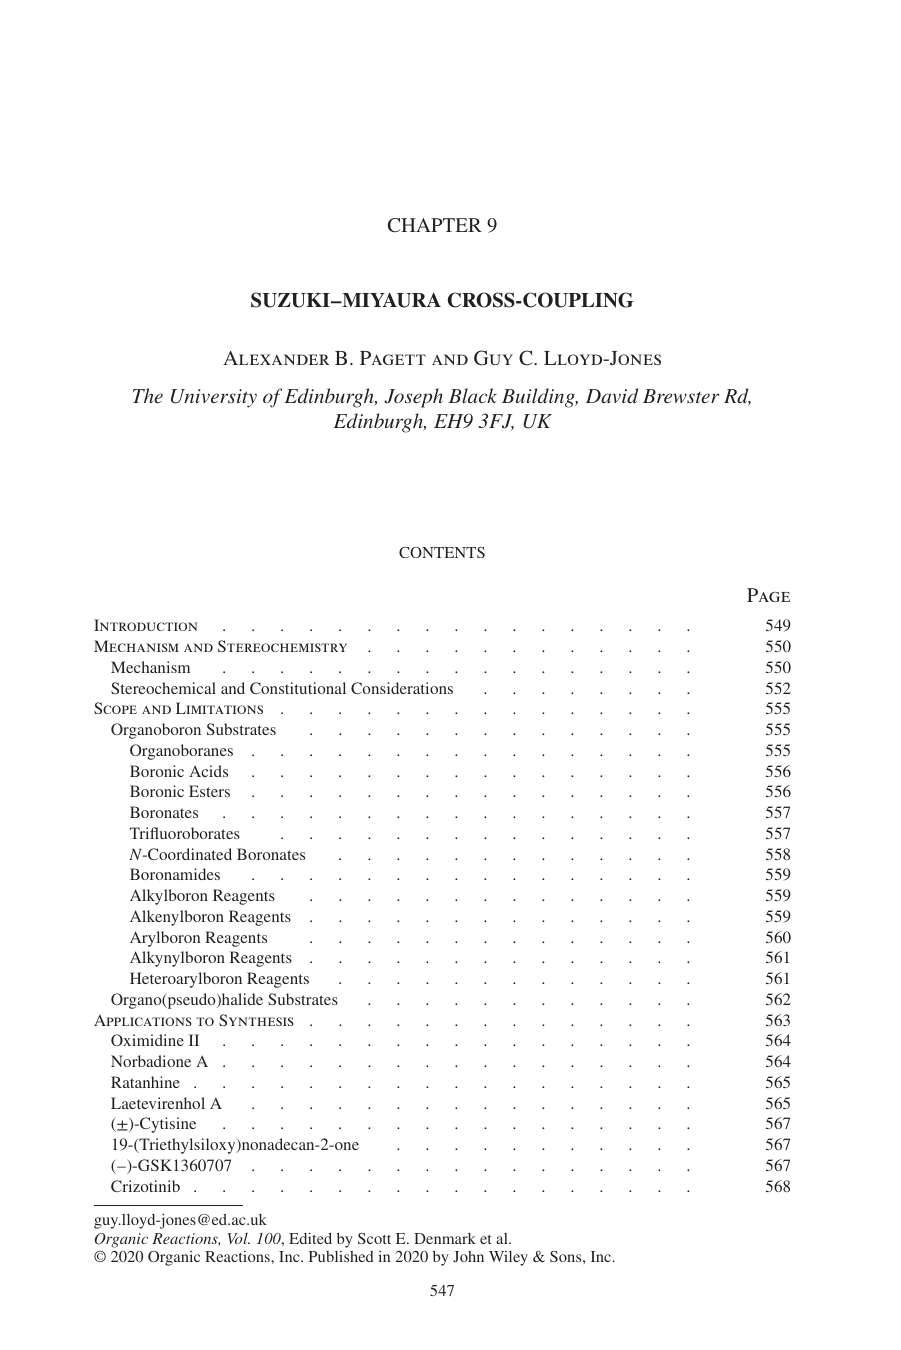 CHAPTER 9
SUZUKI–MIYAURA CROSS-COUPLING
Alexander B. Pagett and Guy C. Lloyd-Jones
The University of Edinburgh, Joseph Black Building, David Brewster Rd,
Edinburgh, EH9 3FJ, UK
CONTENTS
Page
Introduction . . . . . . . . . . . . . . . . . 549
Mechanism and Stereochemistry . . . . . . . . . . . . 550
Mechanism . . . . . . . . . . . . . . . . . 550
Stereochemical and Constitutional Considerations . . . . . . . . 552
Scope and Limitations . . . . . . . . . . . . . . . 555
Organoboron Substrates . . . . . . . . . . . . . . 555
Organoboranes . . . . . . . . . . . . . . . . 555
Boronic Acids . . . . . . . . . . . . . . . . 556
Boronic Esters . . . . . . . . . . . . . . . . 556
Boronates . . . . . . . . . . . . . . . . . 557
Trifluoroborates . . . . . . . . . . . . . . . 557
N-Coordinated Boronates . . . . . . . . . . . . . 558
Boronamides . . . . . . . . . . . . . . . . 559
Alkylboron Reagents . . . . . . . . . . . . . . 559
Alkenylboron Reagents . . . . . . . . . . . . . . 559
Arylboron Reagents . . . . . . . . . . . . . . 560
Alkynylboron Reagents . . . . . . . . . . . . . . 561
Heteroarylboron Reagents . . . . . . . . . . . . . 561
Organo(pseudo)halide Substrates . . . . . . . . . . . . 562
Applications to Synthesis . . . . . . . . . . . . . . 563
Oximidine II . . . . . . . . . . . . . . . . . 564
Norbadione A . . . . . . . . . . . . . . . . . 564
Ratanhine . . . . . . . . . . . . . . . . . . 565
Laetevirenhol A . . . . . . . . . . . . . . . . 565
(±)-Cytisine . . . . . . . . . . . . . . . . . 567
19-(Triethylsiloxy)nonadecan-2-one . . . . . . . . . . . 567
(–)-GSK1360707 . . . . . . . . . . . . . . . . 567
Crizotinib . . . . . . . . . . . . . . . . . . 568
guy.lloyd-jones@ed.ac.uk
Organic Reactions, Vol. 100, Edited by Scott E. Denmark et al.
© 2020 Organic Reactions, Inc. Published in 2020 by John Wiley & Sons, Inc.
547